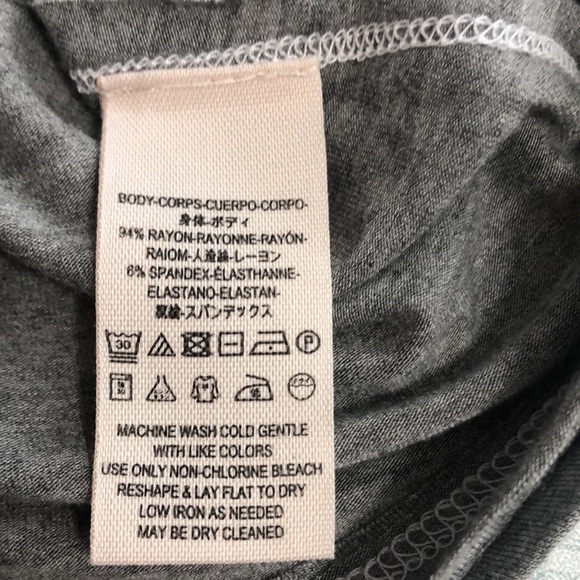 BODY-CORPS-CUERPO-CORPO-
身体-ボディ
94% RAYON-RAYONNE-RAYÓN-
RAIOM-人造絲-レーヨン
6% SPANDEX-ÉLASTHANNE-
ELASTANO-ELASTAN-
-スパンデックス
30 P
MACHINE WASH COLD GENTLE
WITH LIKE COLORS
USE ONLY NON-CHLORINE BLEACH
RESHAPE & LAY FLAT TO DRY
LOW IRON AS NEEDED
MAY BE DRY CLEANED